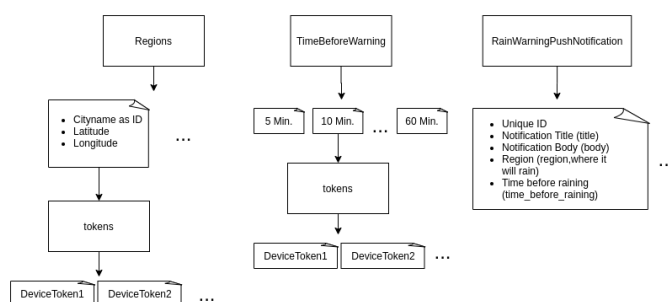 Regions
TimeBeforeWarning
RainWarningPushNotification
Cityname as ID
Latitude
Longitude
...
5 Min.
10 Min.
...
60 Min.
Unique ID
Notification Title (title)
Notification Body (body)
Region (region,where it
will rain)
Time before raining
(time_before_raining)
...
tokens
tokens
DeviceToken1
DeviceToken2
...
DeviceToken1
DeviceToken2
...